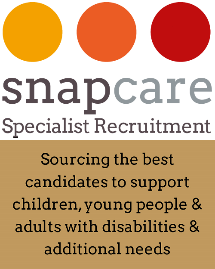 snapcare
Specialist Recruitment
Sourcing the best
candidates to support
children, young people &
adults with disabilities &
additional needs